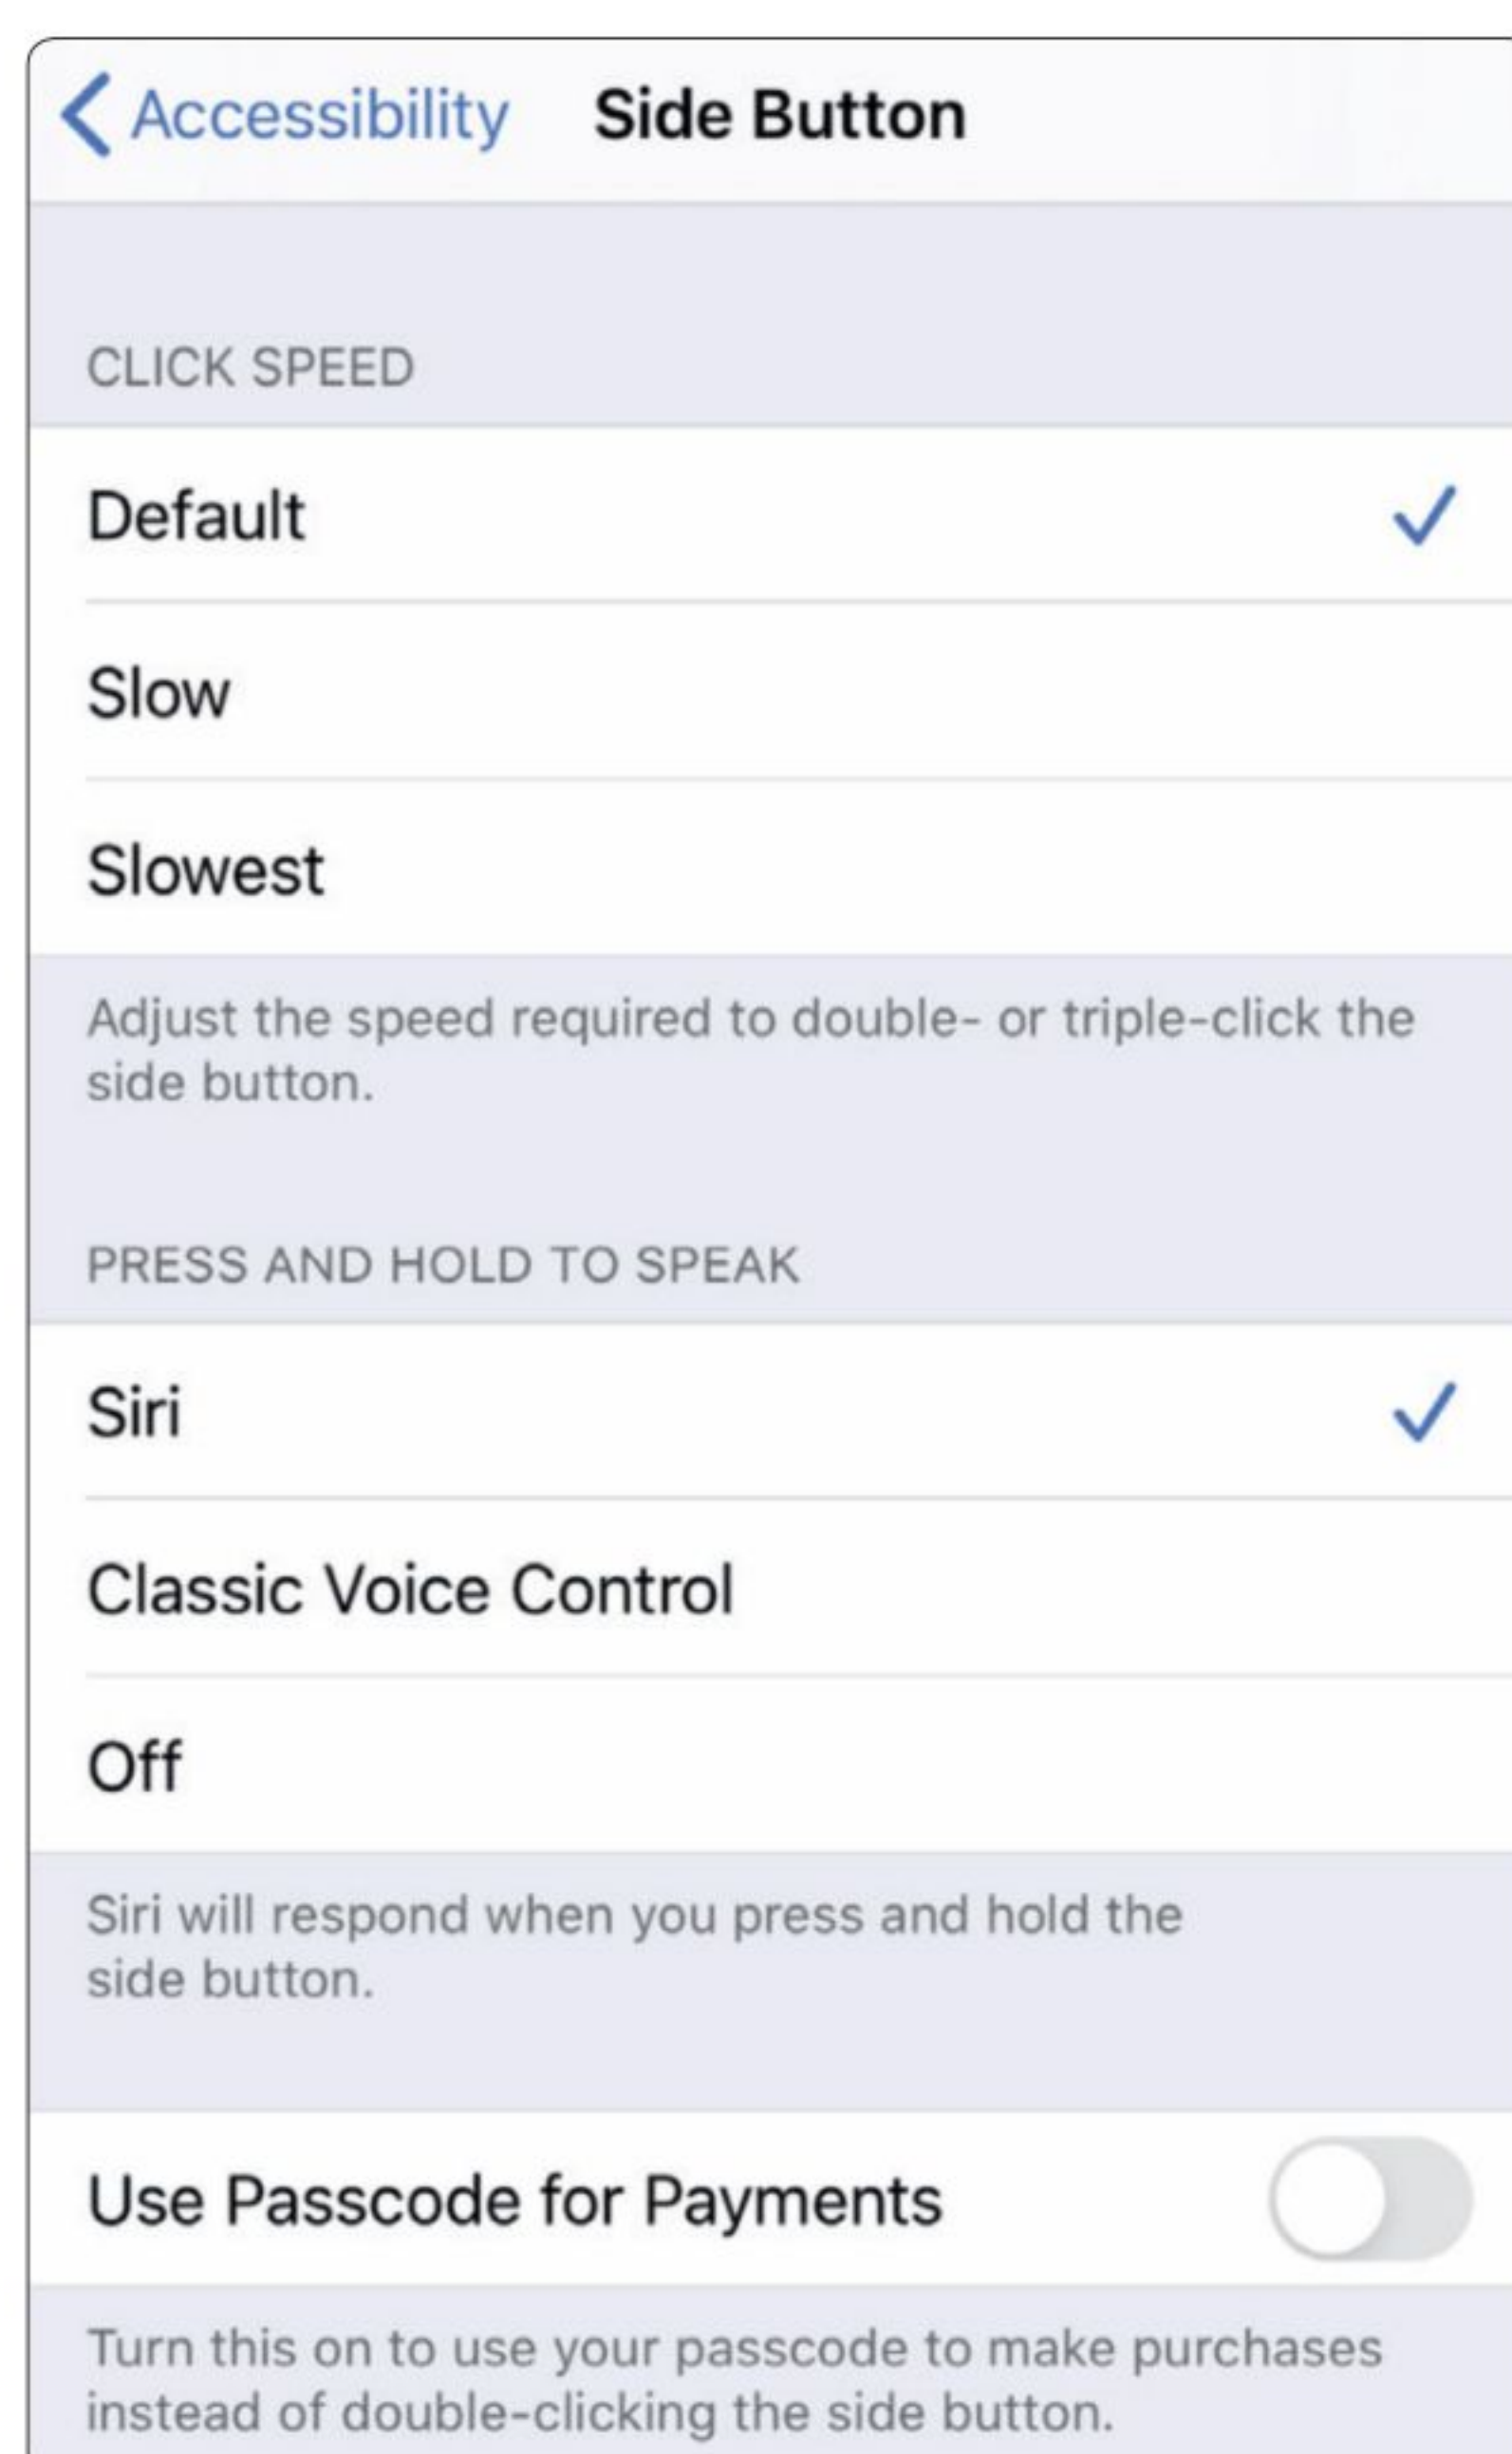 Accessibility Side Button
CLICK SPEED
Default
Slow
Slowest
Adjust the speed required to double- or triple-click the
side button.
PRESS AND HOLD TO SPEAK
Siri
Classic Voice Control
Off
Siri will respond when you press and hold the
side button.
Use Passcode for Payments
Turn this on to use your passcode to make purchases
instead of double-clicking the side button.